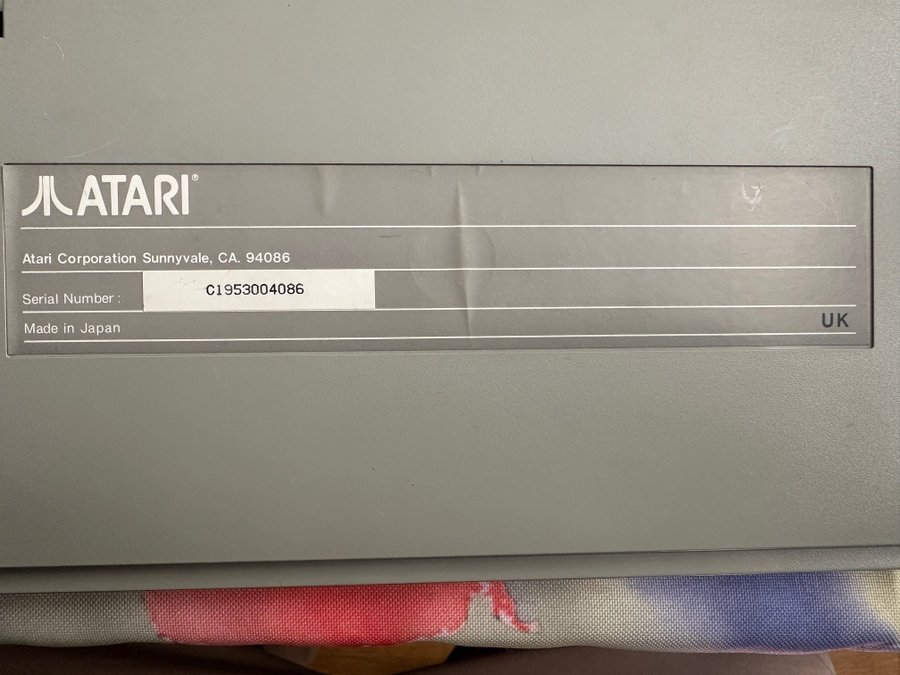 ATARI®
Atari Corporation Sunnyvale, CA. 94086
Serial Number : C1953004086
Made in Japan
UK